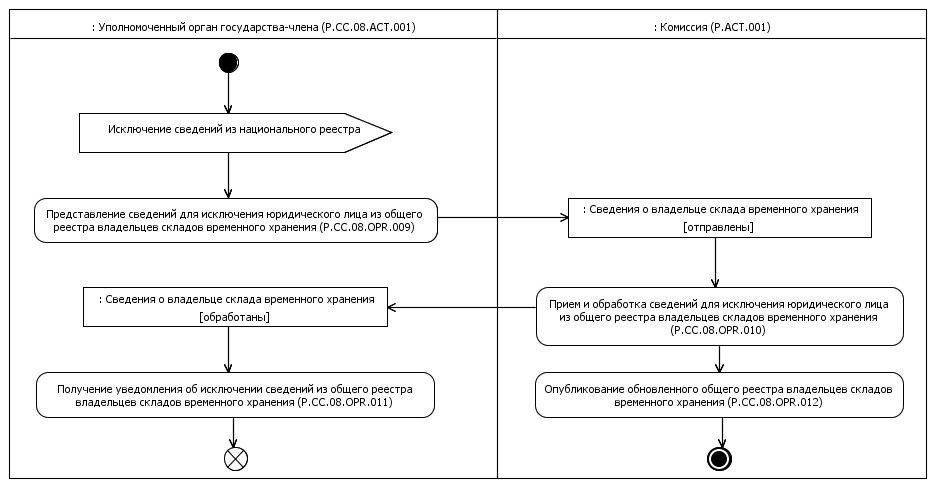 : Уполномоченный орган государства-члена (P.CC.08.ACT.001)
: Комиссия (P.ACT.001)
Исключение сведений из национального реестра
Представление сведений для исключения юридического лица из общего
реестра владельцев складов временного хранения (P.CC.08.OPR.009)
: Сведения о владельце склада временного хранения
[отправлены]
: Сведения о владельце склада временного хранения
[обработаны]
Прием и обработка сведений для исключения юридического лица
из общего реестра владельцев складов временного хранения
(P.CC.08.OPR.010)
Получение уведомления об исключении сведений из общего реестра
владельцев складов временного хранения (P.CC.08.OPR.011)
Опубликование обновленного общего реестра владельцев складов
временного хранения (P.CC.08.OPR.012)